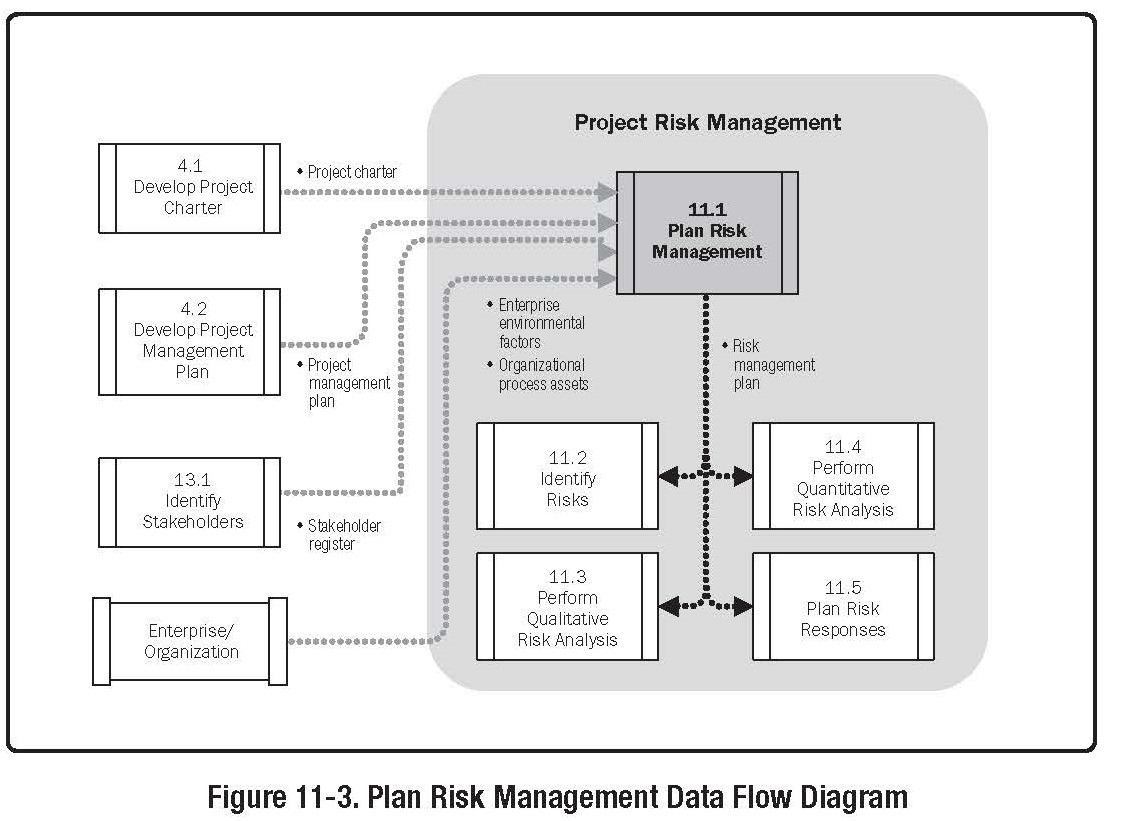 Project Risk Management
4.1
Develop Project
Charter
• Project charter
11.1
Plan Risk
Management
4.2
Develop Project
Management
Plan
• Project
management
plan
• Enterprise
environmental
factors
• Organizational
process assets
• Risk
management
plan
13.1
Identify
Stakeholders
• Stakeholder
register
11.2
Identify
Risks
11.4
Perform
Quantitative
Risk Analysis
11.3
Perform
Qualitative
Risk Analysis
11.5
Plan Risk
Responses
Enterprise/
Organization
Figure 11-3. Plan Risk Management Data Flow Diagram